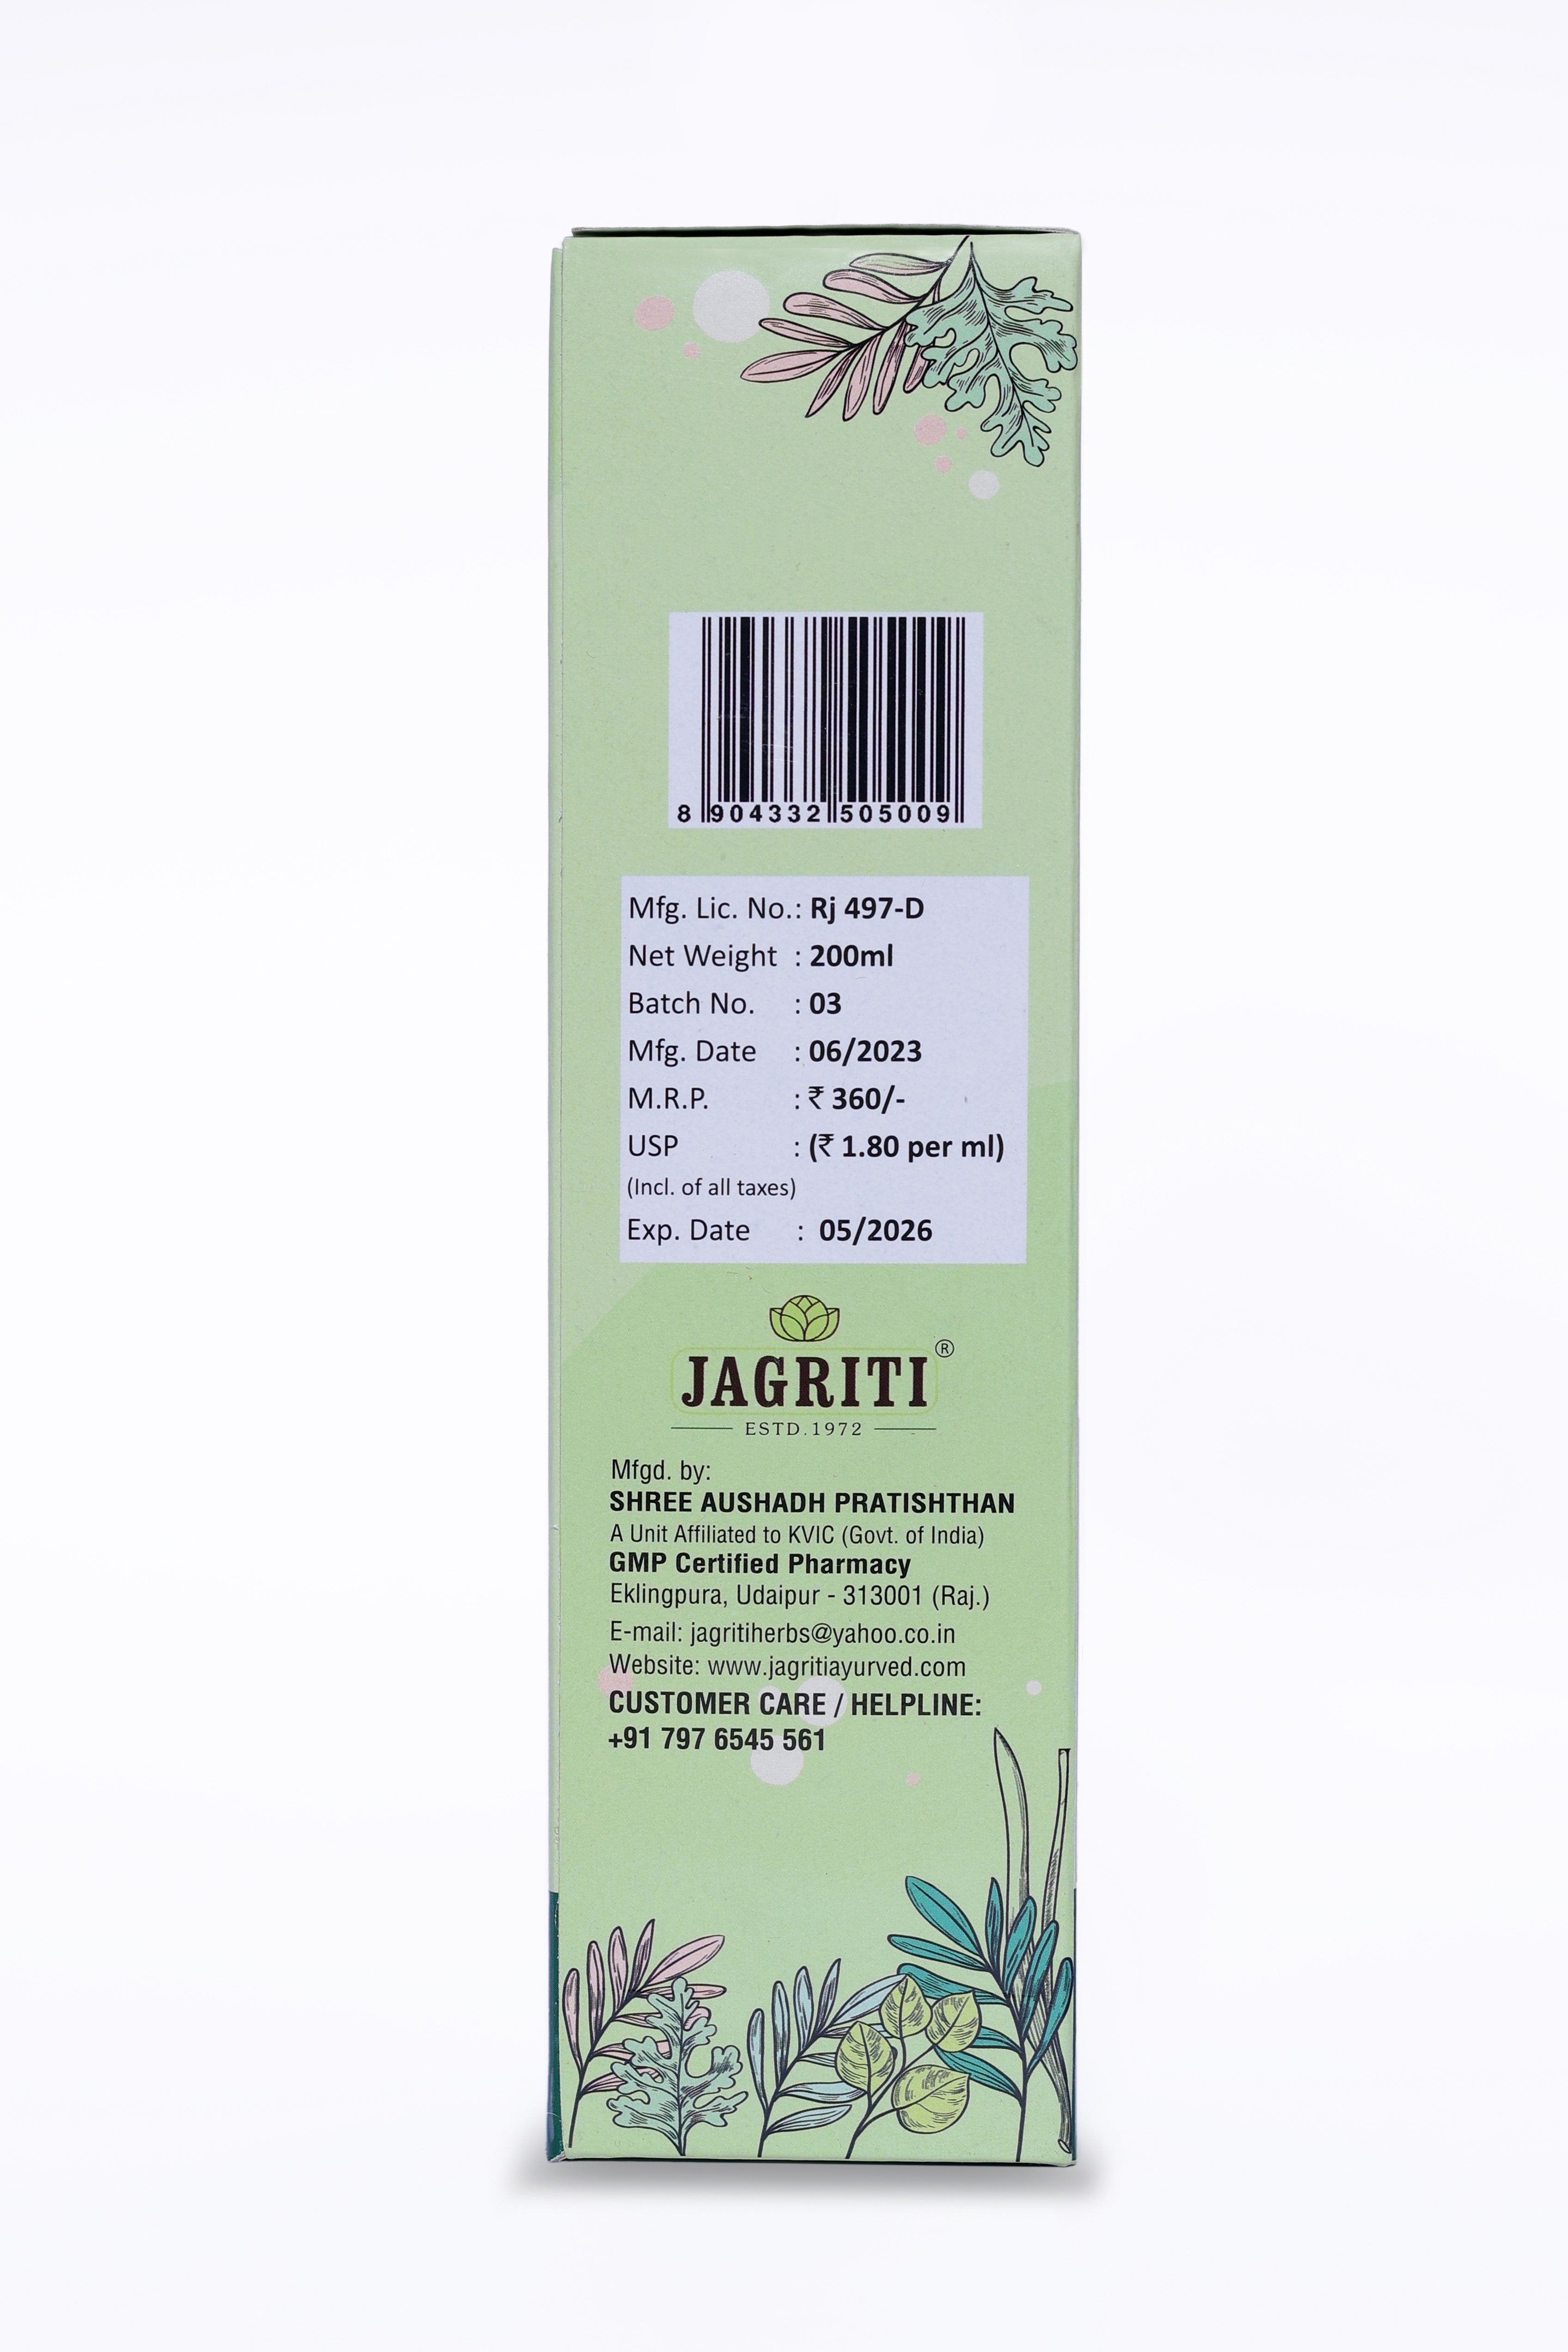 8 904332 505009
Mfg. Lic. No.: Rj 497-D
Net Weight : 200ml
Batch No. : 03
Mfg. Date : 06/2023
M.R.P. : ₹ 360/-
USP : (₹ 1.80 per ml)
(Incl. of all taxes)
Exp. Date : 05/2026
JAGRITI®
ESTD.1972
Mfgd. by:
SHREE AUSHADH PRATISHTHAN
A Unit Affiliated to KVIC (Govt. of India)
GMP Certified Pharmacy
Eklingpura, Udaipur - 313001 (Raj.)
E-mail: jagritiherbs@yahoo.co.in
Website: www.jagritiayurved.com
CUSTOMER CARE / HELPLINE:
+91 797 6545 561